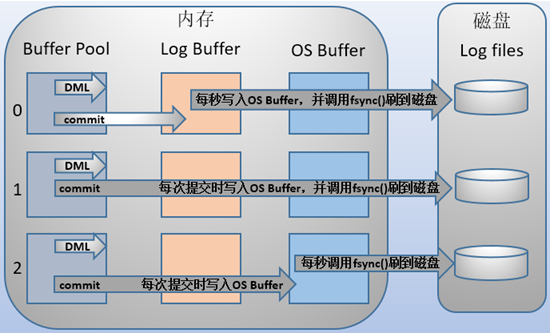 内存
磁盘
Buffer Pool
Log Buffer
OS Buffer
Log files
0
DML
commit
每秒写入OS Buffer，并调用fsync()刷到磁盘
1
DML
commit
每次提交时写入OS Buffer，并调用fsync()刷到磁盘
2
DML
每秒调用fsync()刷到磁盘
commit
每次提交时写入OS Buffer